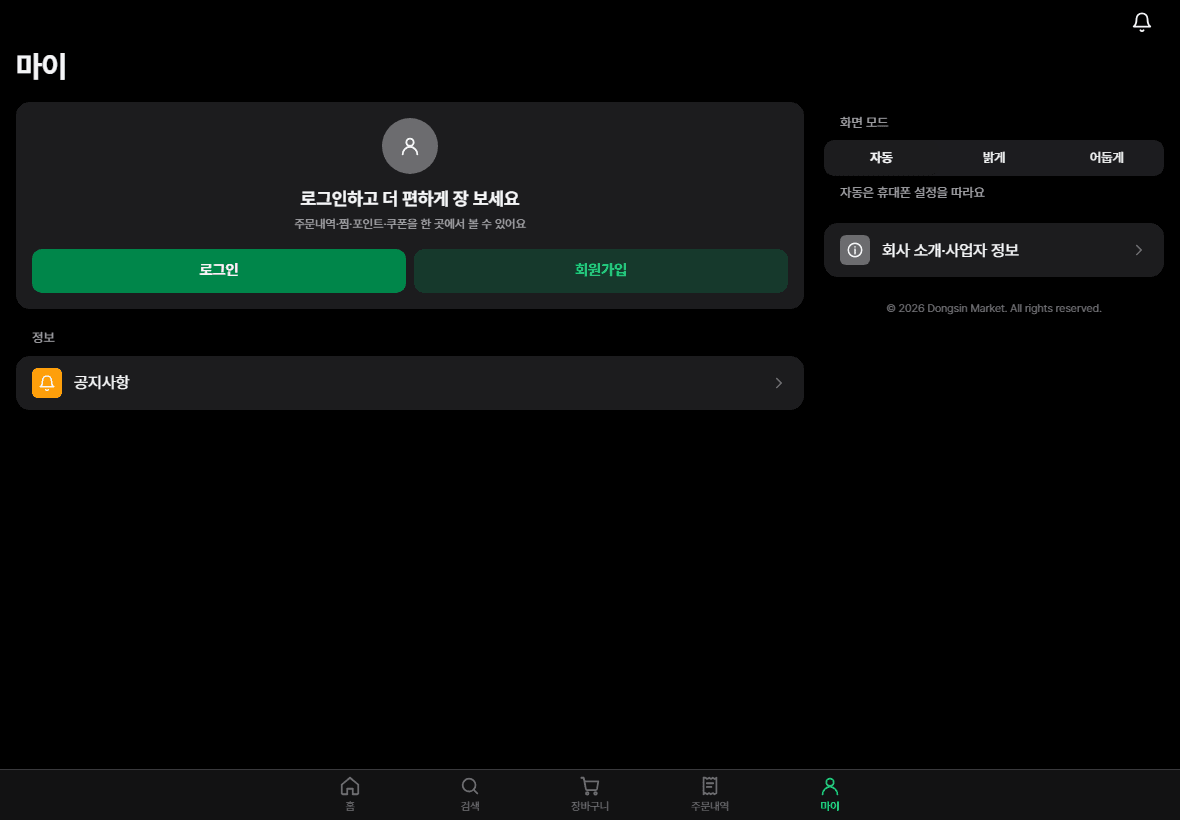 마이
로그인하고 더 편하게 장 보세요
주문내역·찜·포인트·쿠폰을 한 곳에서 볼 수 있어요
로그인
회원가입
정보
공지사항
화면 모드
자동
밝게
어둡게
자동은 휴대폰 설정을 따라요
회사 소개·사업자 정보
© 2026 Dongsin Market. All rights reserved.
홈
검색
장바구니
주문내역
마이